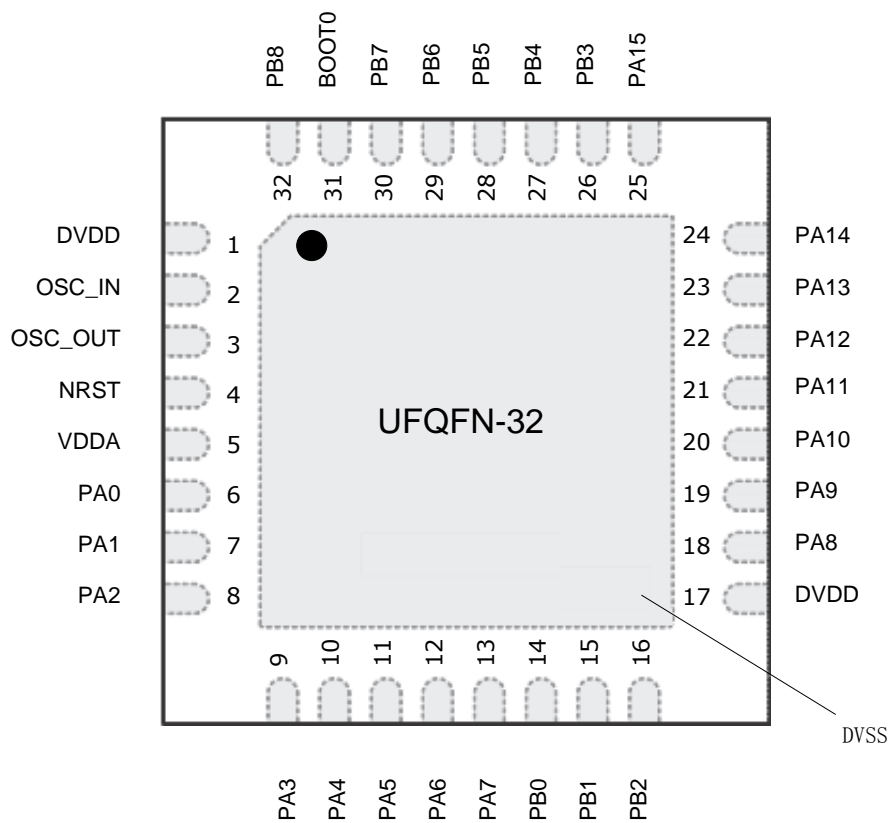 PB8 BOOT0 PB7 PB6 PB5 PB4 PB3 PA15
32 31 30 29 28 27 26 25
DVDD 1 24 PA14
OSC_IN 2 23 PA13
OSC_OUT 3 22 PA12
NRST 4 21 PA11
UFQFN-32
VDDA 5 20 PA10
PA0 6 19 PA9
PA1 7 18 PA8
PA2 8 17 DVDD
9 10 11 12 13 14 15 16
DVSS
PA3 PA4 PA5 PA6 PA7 PB0 PB1 PB2